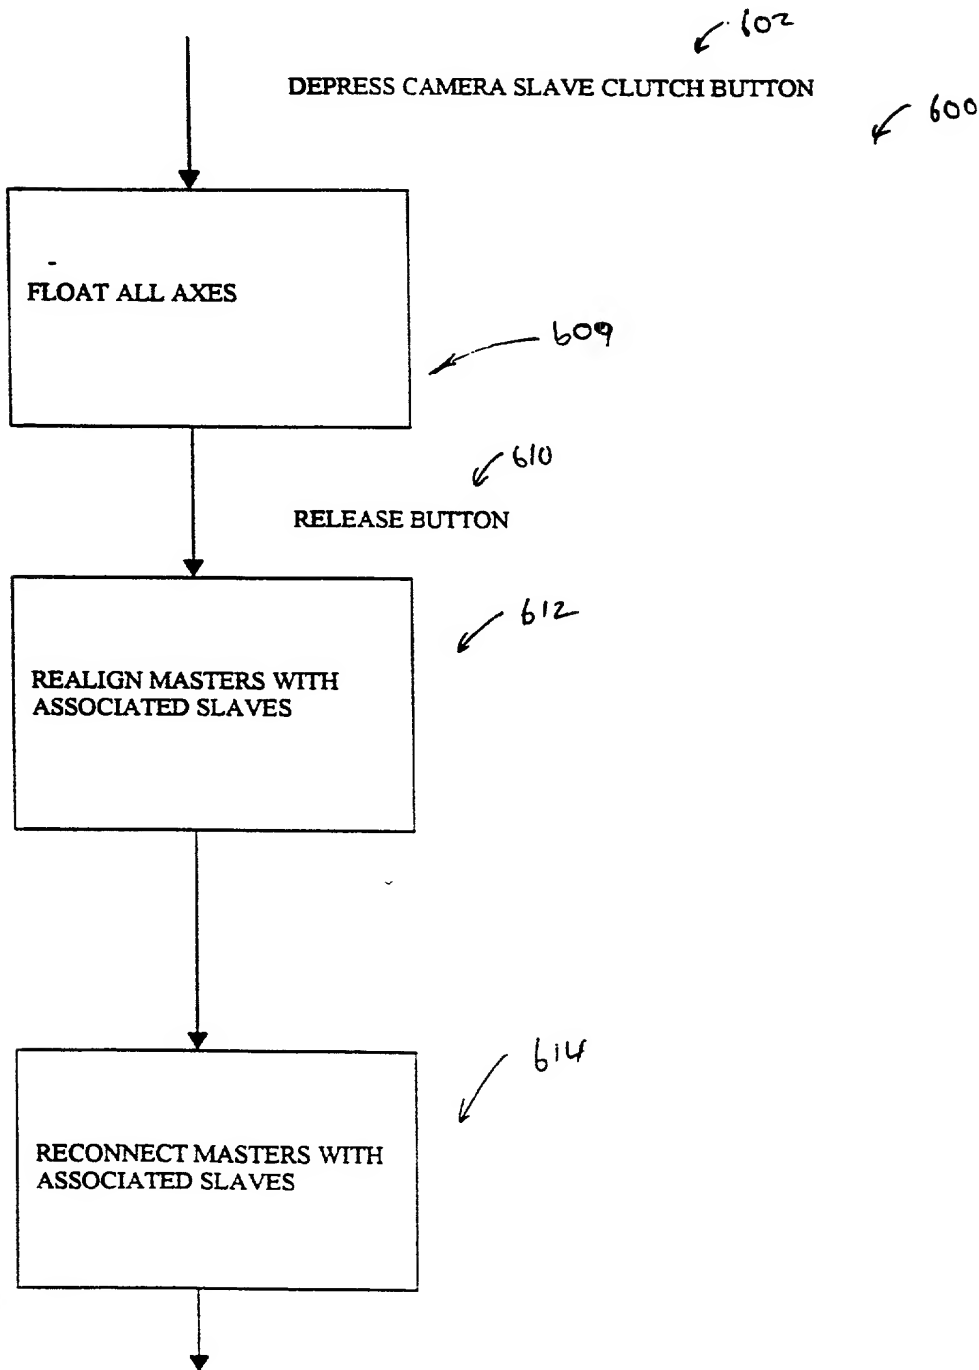 602
DEPRESS CAMERA SLAVE CLUTCH BUTTON
600
FLOAT ALL AXES
609
610
RELEASE BUTTON
612
REALIGN MASTERS WITH
ASSOCIATED SLAVES
614
RECONNECT MASTERS WITH
ASSOCIATED SLAVES